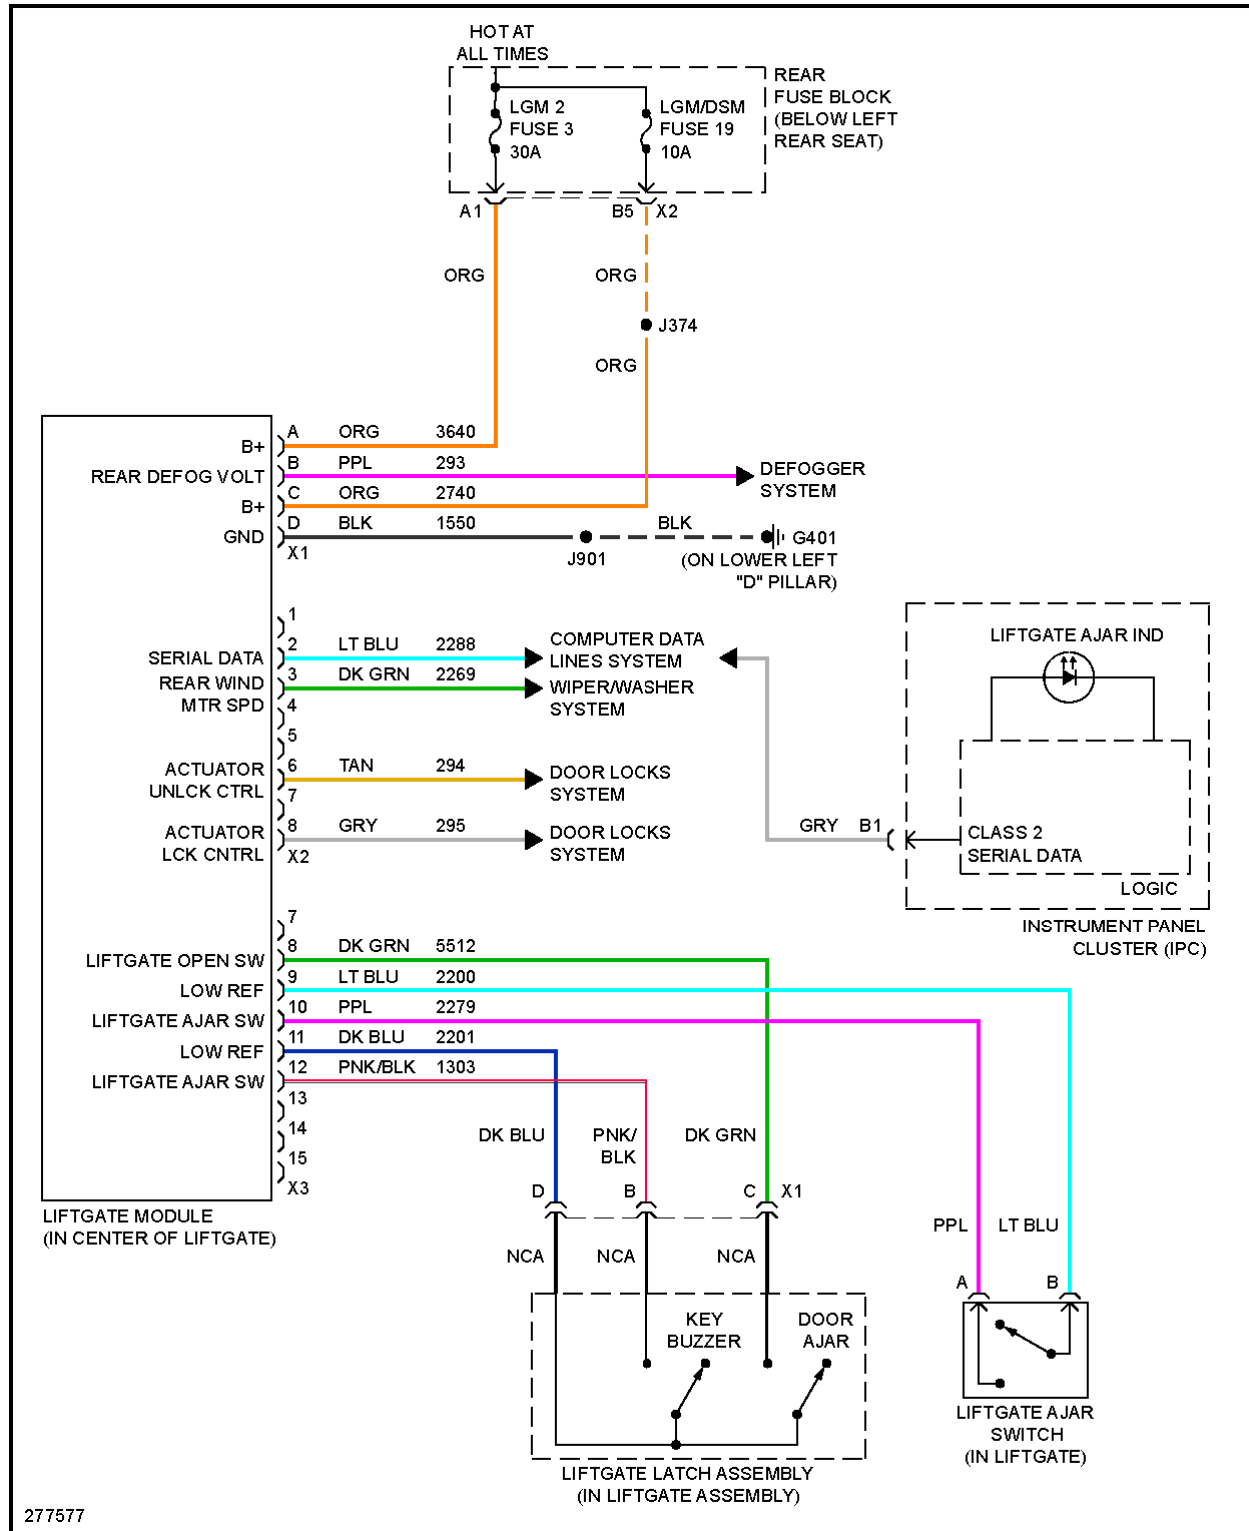 HOT AT
ALL TIMES
LGM 2
FUSE 3
30A
LGM/DSM
FUSE 19
10A
REAR
FUSE BLOCK
(BELOW LEFT
REAR SEAT)
A1
B5
X2
ORG
ORG
J374
ORG
B+
A
ORG
3640
REAR DEFOG VOLT
B
PPL
293
DEFOGGER
SYSTEM
B+
C
ORG
2740
GND
D
BLK
1550
BLK
X1
J901
G401
(ON LOWER LEFT
"D" PILLAR)
1
SERIAL DATA
2
LT BLU
2288
COMPUTER DATA
LINES SYSTEM
REAR WIND
MTR SPD
3
DK GRN
2269
WIPER/WASHER
SYSTEM
4
5
ACTUATOR
UNLCK CTRL
6
TAN
294
DOOR LOCKS
SYSTEM
7
ACTUATOR
LCK CNTRL
8
GRY
295
DOOR LOCKS
SYSTEM
X2
LIFTGATE AJAR IND
GRY
B1
CLASS 2
SERIAL DATA
LOGIC
INSTRUMENT PANEL
CLUSTER (IPC)
7
LIFTGATE OPEN SW
8
DK GRN
5512
LOW REF
9
LT BLU
2200
LIFTGATE AJAR SW
10
PPL
2279
LOW REF
11
DK BLU
2201
LIFTGATE AJAR SW
12
PNK/BLK
1303
13
14
15
X3
LIFTGATE MODULE
(IN CENTER OF LIFTGATE)
DK BLU
PNK/
BLK
DK GRN
D
B
C
X1
NCA
NCA
NCA
KEY
BUZZER
DOOR
AJAR
LIFTGATE LATCH ASSEMBLY
(IN LIFTGATE ASSEMBLY)
PPL
LT BLU
A
B
LIFTGATE AJAR
SWITCH
(IN LIFTGATE)
277577